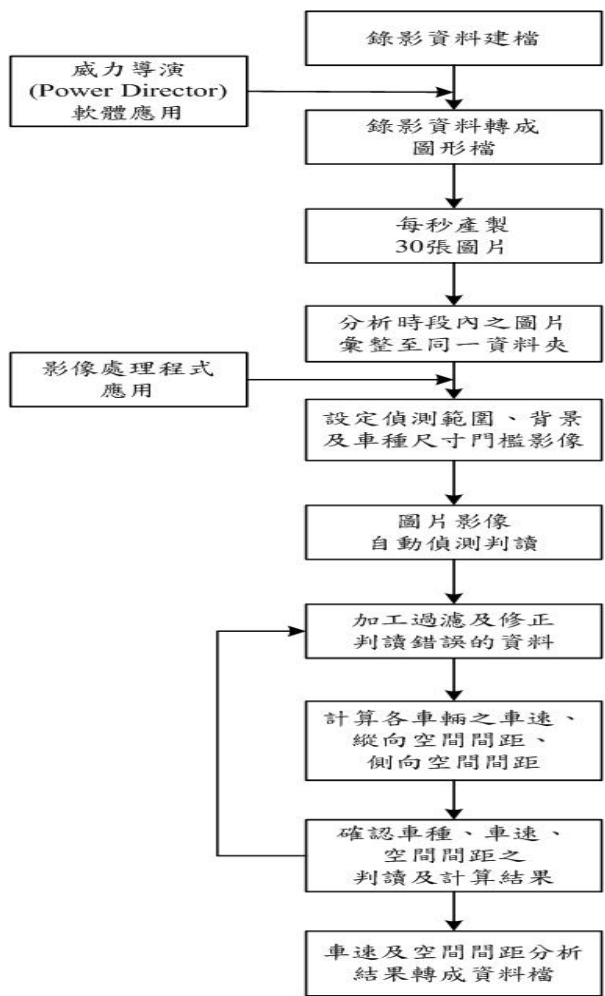 錄影資料建檔
威力導演
(Power Director)
軟體應用
錄影資料轉成
圖形檔
每秒產製
30張圖片
分析時段內之圖片
彙整至同一資料夾
影像處理程式
應用
設定偵測範圍、背景
及車種尺寸門檻影像
圖片影像
自動偵測判讀
加工過濾及修正
判讀錯誤的資料
計算各車輛之車速、
縱向空間間距、
側向空間間距
確認車種、車速、
空間間距之
判讀及計算結果
車速及空間間距分析
結果轉成資料檔